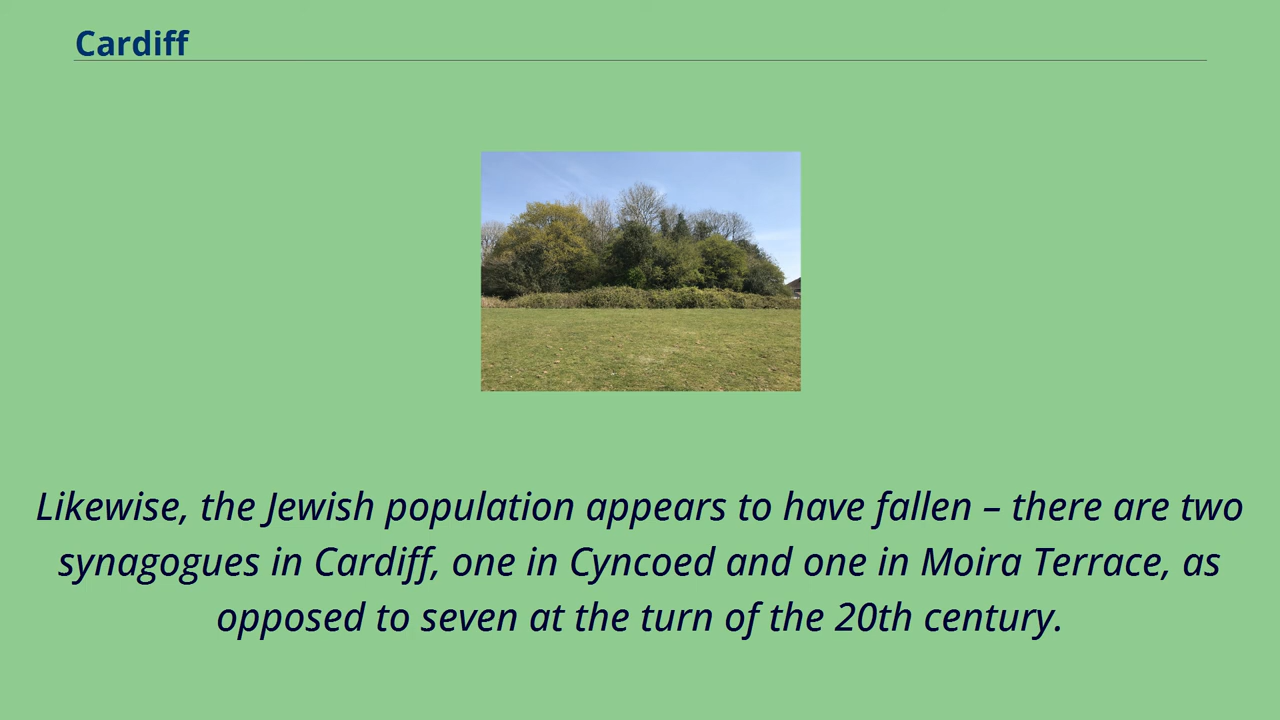 Cardiff
Likewise, the Jewish population appears to have fallen – there are two
synagogues in Cardiff, one in Cyncoed and one in Moira Terrace, as
opposed to seven at the turn of the 20th century.